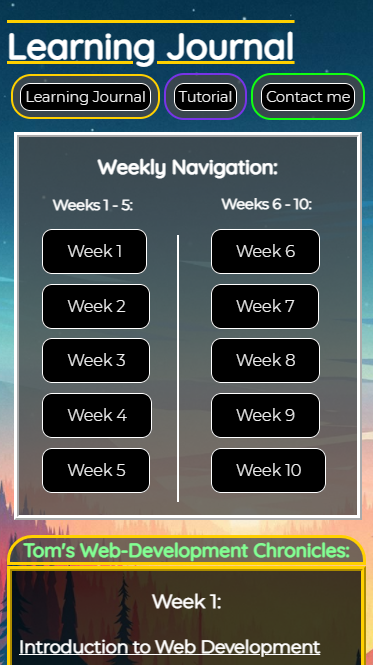 Learning Journal
Learning Journal Tutorial Contact me
Weekly Navigation:
Weeks 1 - 5: Weeks 6 - 10:
Week 1 Week 6
Week 2 Week 7
Week 3 Week 8
Week 4 Week 9
Week 5 Week 10
Tom's Web-Development Chronicles:
Week 1:
Introduction to Web Development